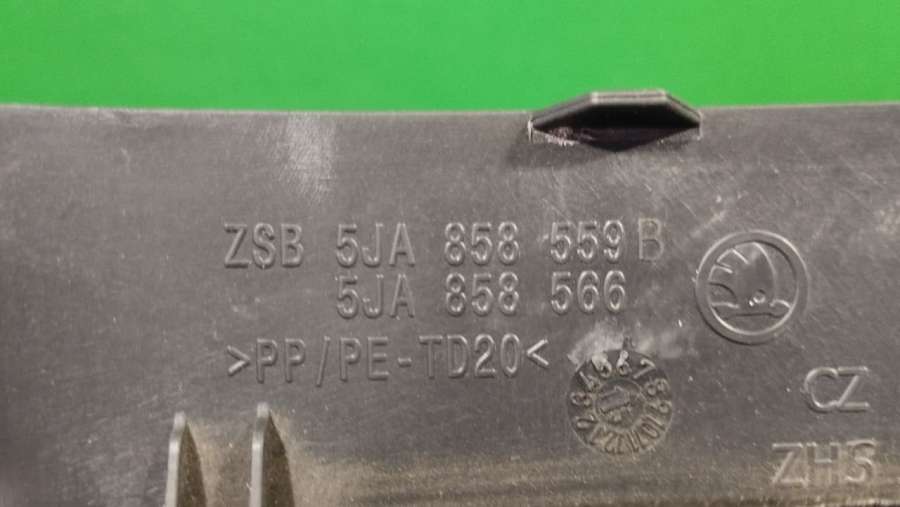 ZSB 5JA 858 559 B
5JA 858 566
>PP/PE-TD20<
CZ
ZHS